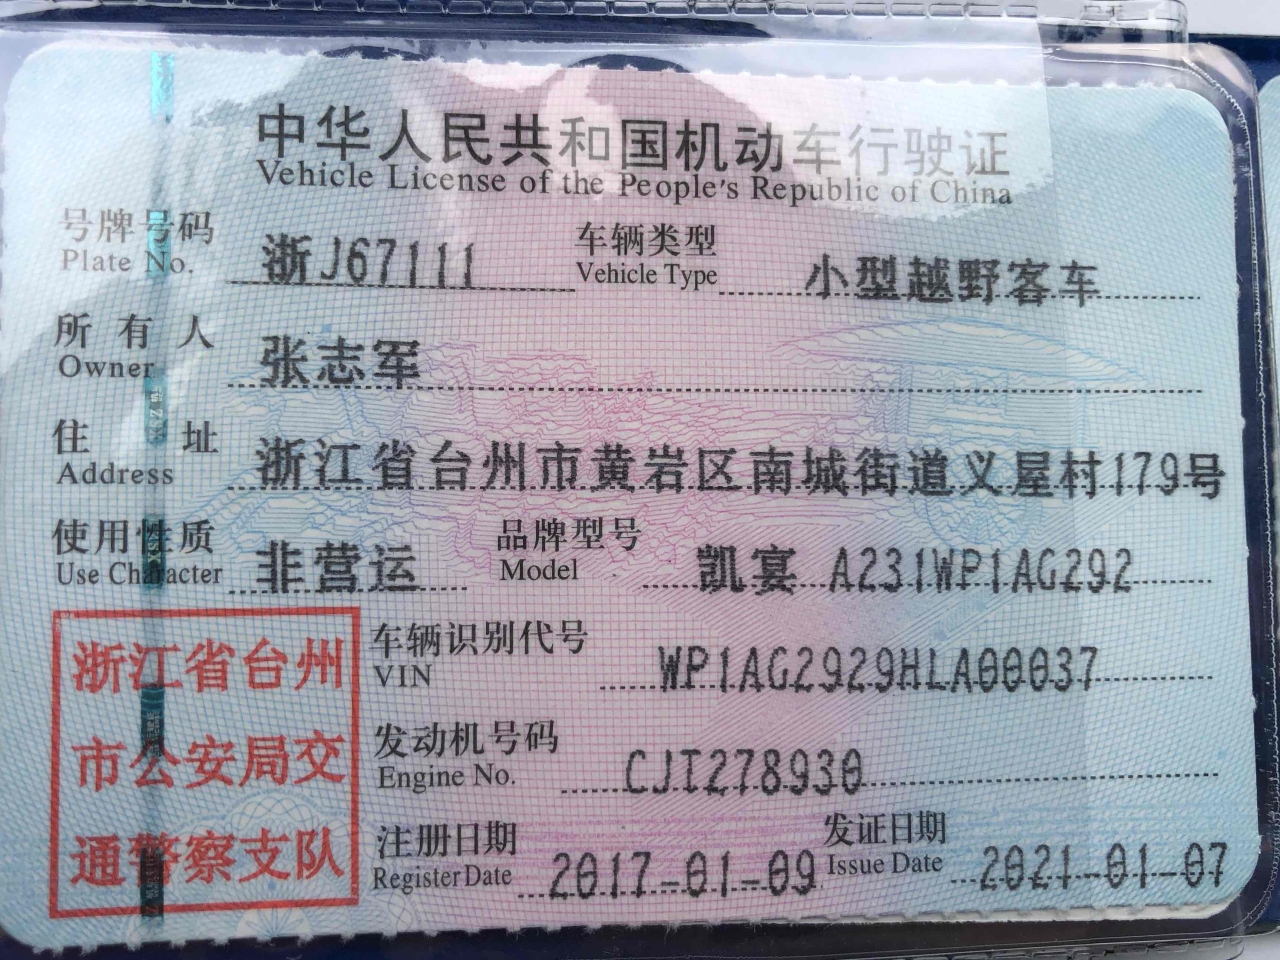 中华人民共和国机动车行驶证
Vehicle License of the People's Republic of China
号牌号码 浙J67111 车辆类型 小型越野客车
Plate No. Vehicle Type
所有人 张志军
Owner
住址 浙江省台州市黄岩区南城街道义屋村179号
Address
使用性质 非营运 品牌型号 凯宴 A231WP1AG292
Use Character Model
浙江省台州
市公安局交
通警察支队
车辆识别代号 WP1AG2929HLA00037
VIN
发动机号码 CJT278930
Engine No.
注册日期 2017-01-09 发证日期 2021-01-07
Register Date Issue Date